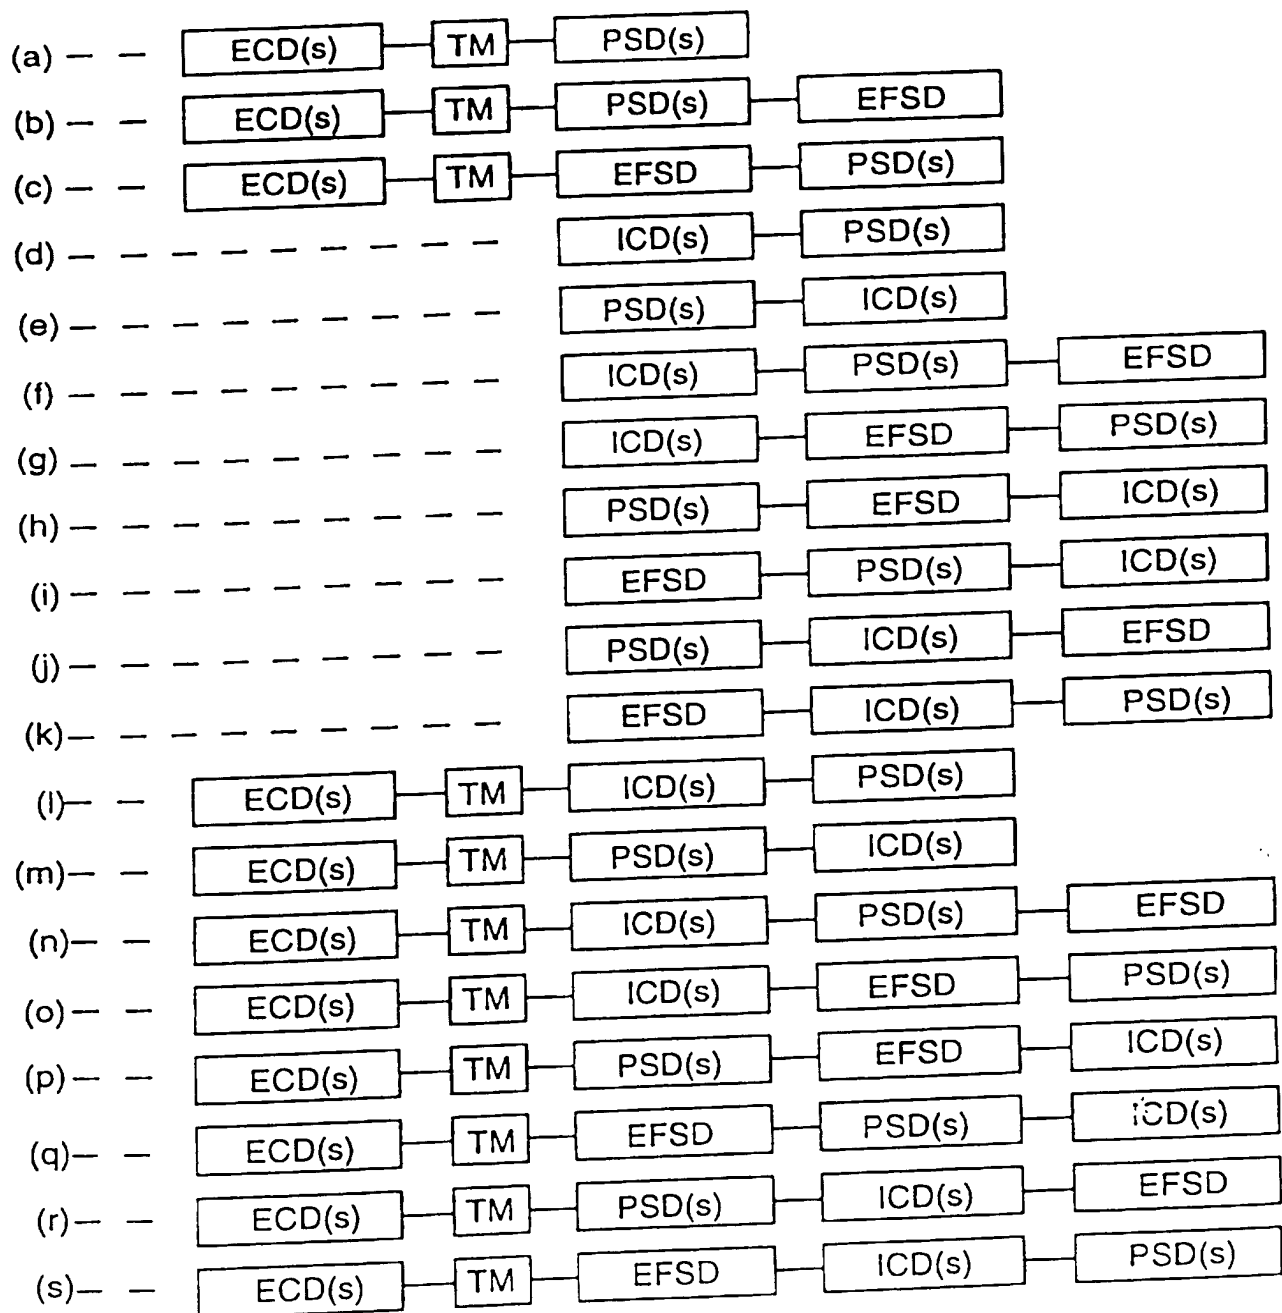 (a) ECD(s) TM PSD(s)
(b) ECD(s) TM PSD(s) EFSD
(c) ECD(s) TM EFSD PSD(s)
(d) ICD(s) PSD(s)
(e) PSD(s) ICD(s)
(f) ICD(s) PSD(s) EFSD
(g) ICD(s) EFSD PSD(s)
(h) PSD(s) EFSD ICD(s)
(i) EFSD PSD(s) ICD(s)
(j) PSD(s) ICD(s) EFSD
(k) EFSD ICD(s) PSD(s)
(l) ECD(s) TM ICD(s) PSD(s)
(m) ECD(s) TM PSD(s) ICD(s)
(n) ECD(s) TM ICD(s) PSD(s) EFSD
(o) ECD(s) TM ICD(s) EFSD PSD(s)
(p) ECD(s) TM PSD(s) EFSD ICD(s)
(q) ECD(s) TM EFSD PSD(s) ICD(s)
(r) ECD(s) TM PSD(s) ICD(s) EFSD
(s) ECD(s) TM EFSD ICD(s) PSD(s)